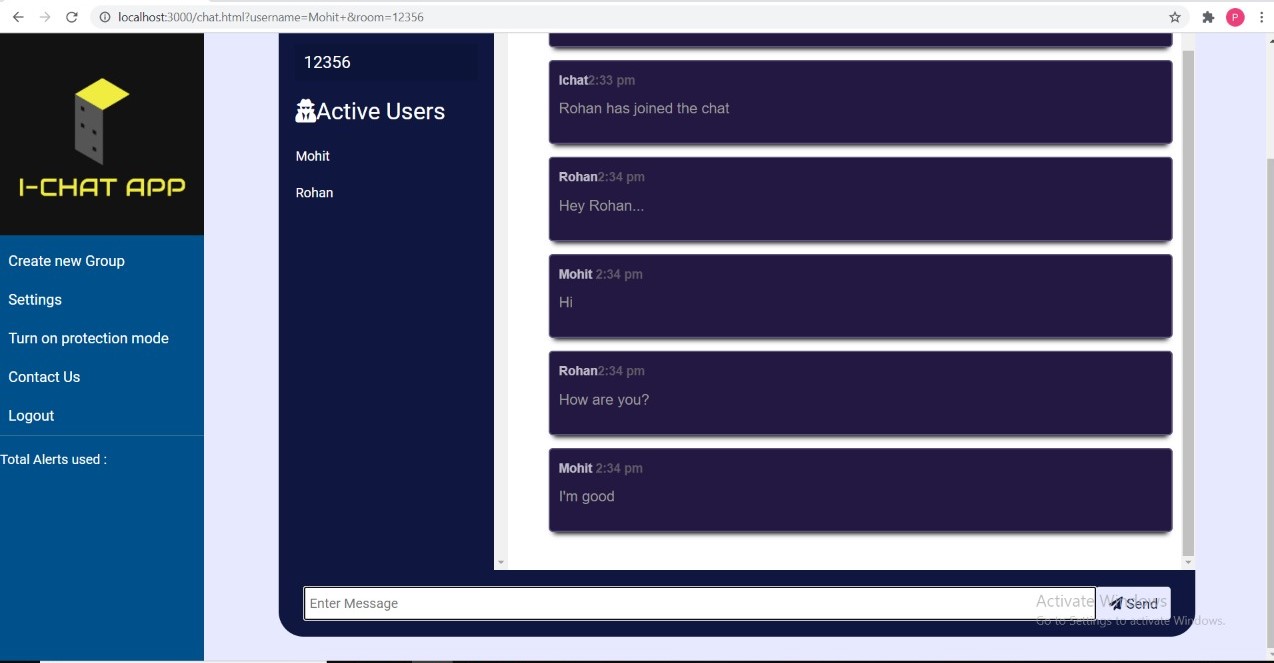 localhost:3000/chat.html?username=Mohit+&room=12356
P
I-CHAT APP
Create new Group
Settings
Turn on protection mode
Contact Us
Logout
Total Alerts used :
12356
Active Users
Mohit
Rohan
Ichat2:33 pm
Rohan has joined the chat
Rohan2:34 pm
Hey Rohan...
Mohit 2:34 pm
Hi
Rohan2:34 pm
How are you?
Mohit 2:34 pm
I'm good
Enter Message
Send
Activate Windows
Go to Settings to activate Windows.